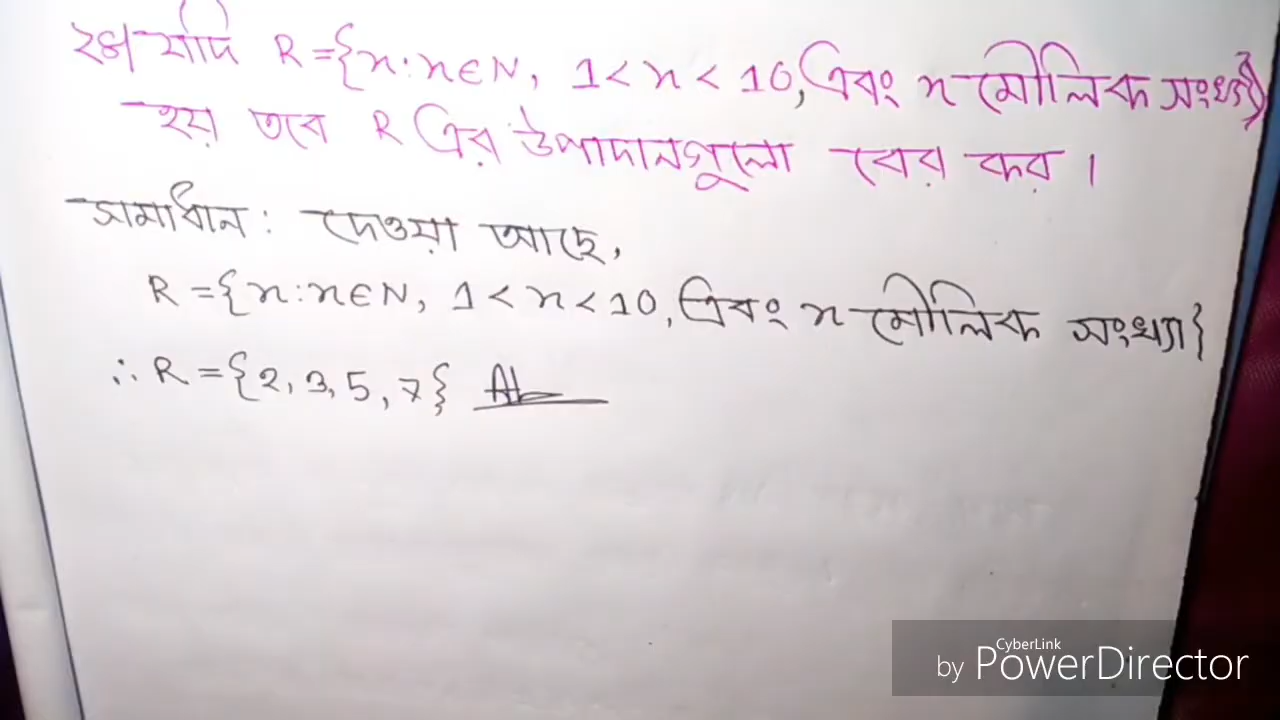 ২৪। যদি R = {x : x ∈ N, 1 < x < 10, এবং x মৌলিক সংখ্যা}
হয় তবে R এর উপাদানগুলো বের কর।
সমাধান : দেওয়া আছে,
R = {x : x ∈ N, 1 < x < 10, এবং x মৌলিক সংখ্যা}
∴ R = {2, 3, 5, 7}
CyberLink
by PowerDirector